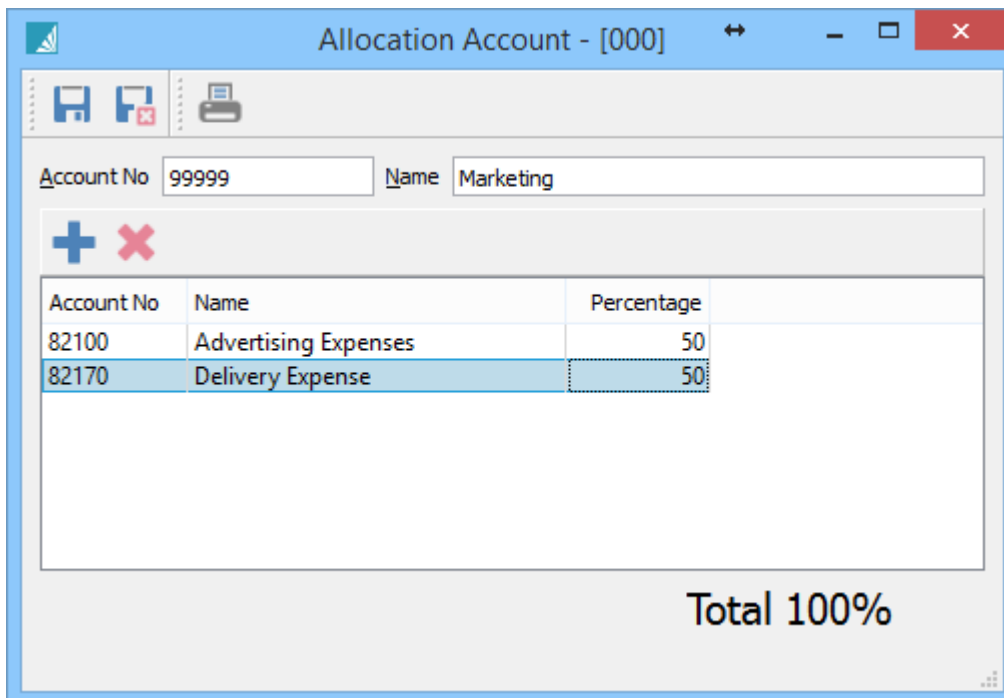 Allocation Account - [000]
Account No 99999 Name Marketing
Account No Name Percentage
82100 Advertising Expenses 50
82170 Delivery Expense 50
Total 100%